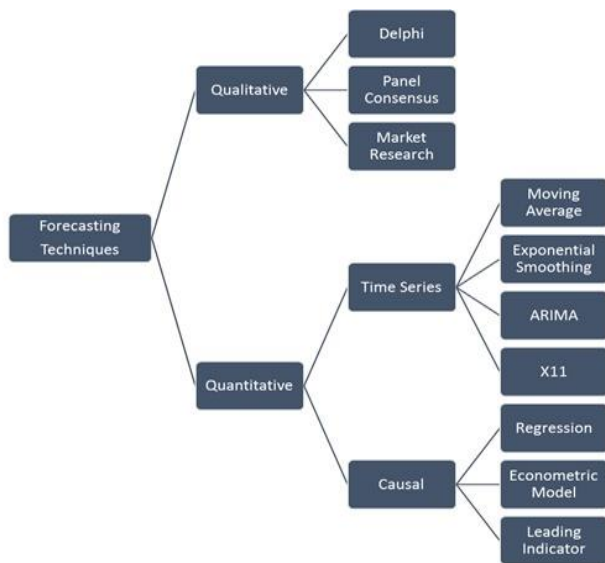 Delphi
Qualitative
Panel
Consensus
Market
Research
Forecasting
Techniques
Moving
Average
Exponential
Smoothing
Time Series
ARIMA
X11
Quantitative
Regression
Causal
Econometric
Model
Leading
Indicator